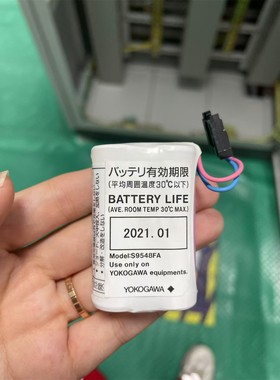 バッテリ有効期限
(平均周囲温度30℃以下)
BATTERY LIFE
(AVE. ROOM TEMP 30℃ MAX.)
2021.01
Model:S9548FA
Use only on
YOKOGAWA equipments.
YOKOGAWA